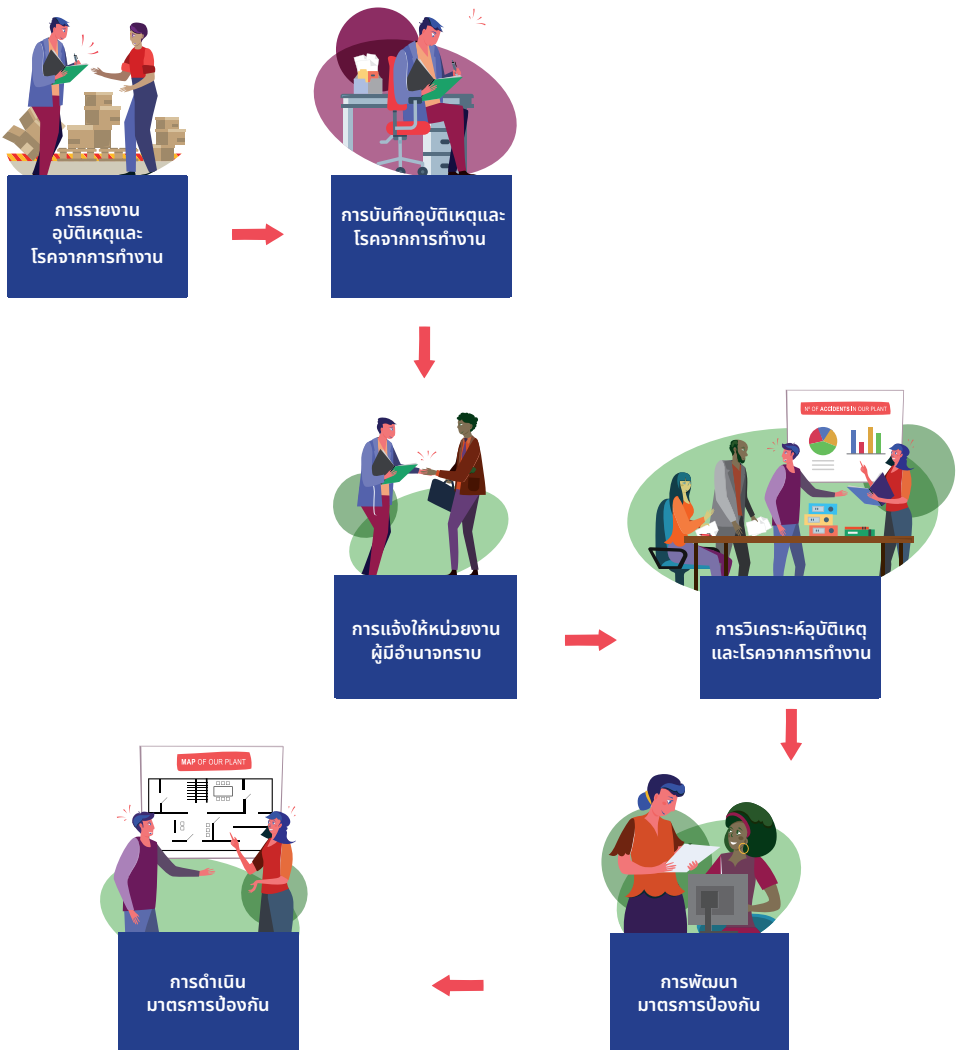 การรายงาน
อุบัติเหตุและ
โรคจากการทำงาน
การบันทึกอุบัติเหตุและ
โรคจากการทำงาน
Nº OF ACCIDENTS IN OUR PLANT
การแจ้งให้หน่วยงาน
ผู้มีอำนาจทราบ
การวิเคราะห์อุบัติเหตุ
และโรคจากการทำงาน
MAP OF OUR PLANT
การดำเนิน
มาตรการป้องกัน
การพัฒนา
มาตรการป้องกัน